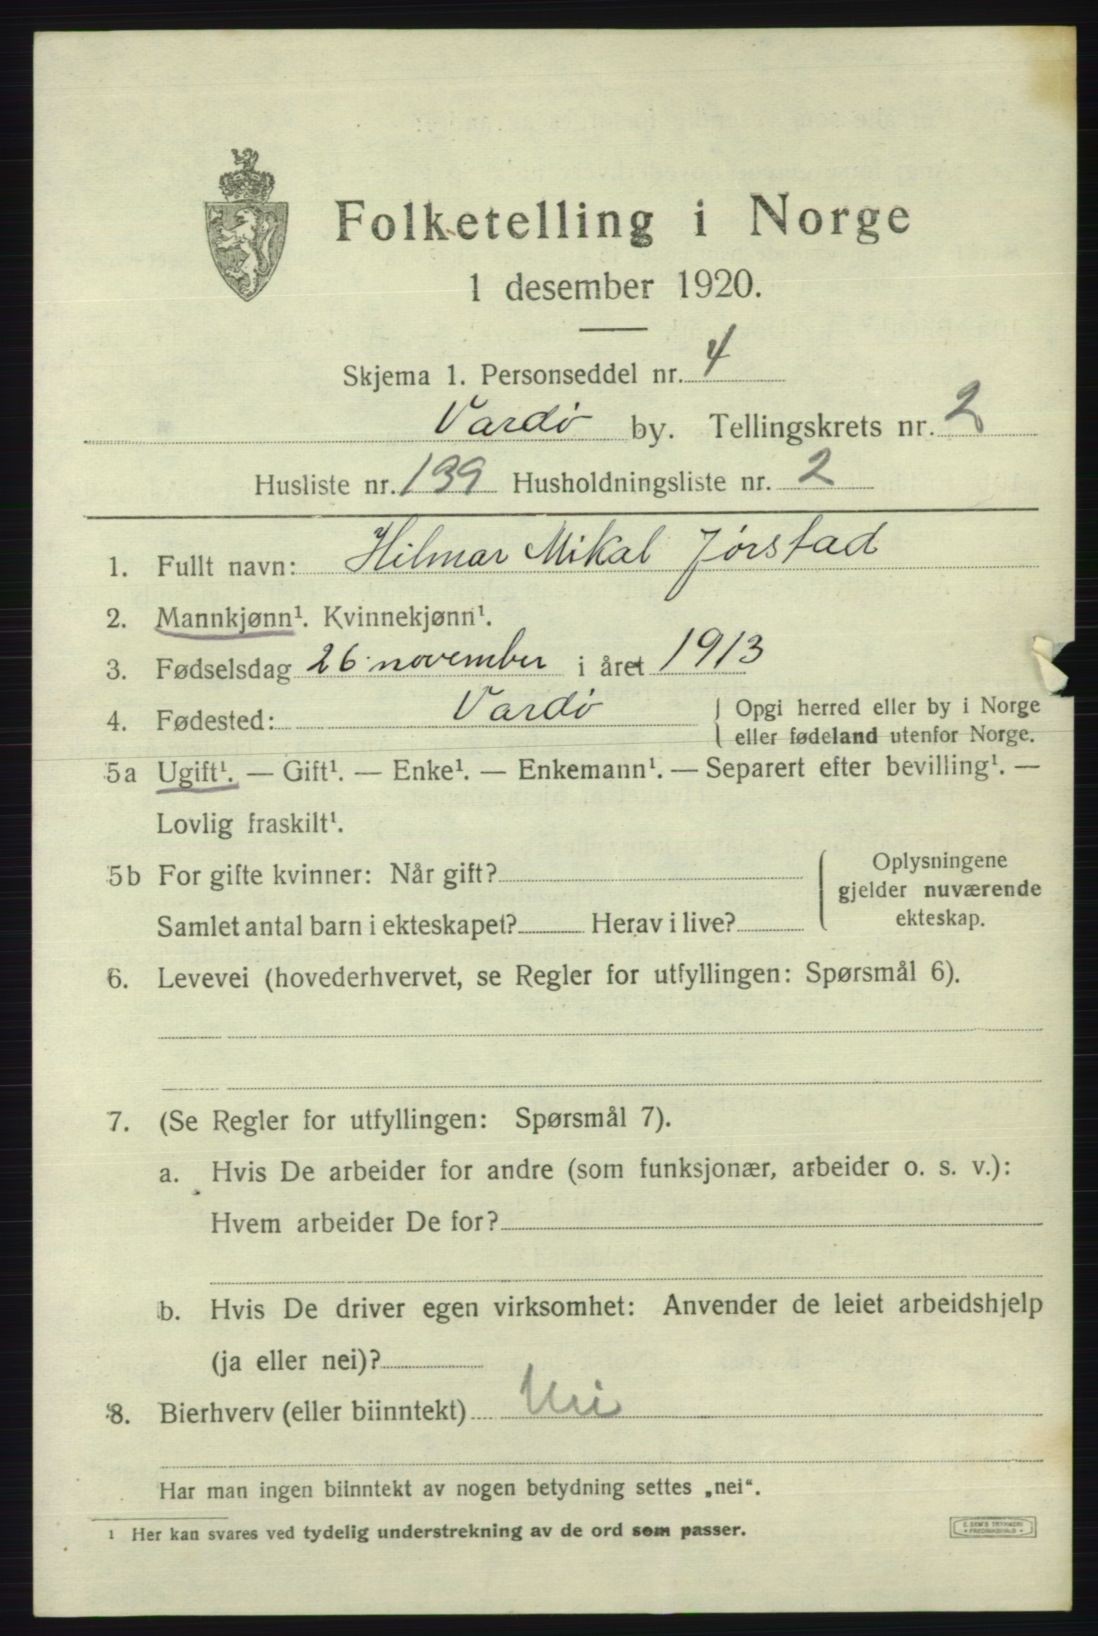 Folketelling i Norge
1 desember 1920.
Skjema 1. Personseddel nr. 4
Vardø by. Tellingskrets nr. 2
Husliste nr. 139 Husholdningsliste nr. 2
1. Fullt navn: Hilmar Mikal Jørstad
2. Mannkjønn¹. Kvinnekjønn¹.
3. Fødselsdag 26 november i året 1913
4. Fødested: Vardø
Opgi herred eller by i Norge
eller fødeland utenfor Norge.
5a Ugift¹. — Gift¹. — Enke¹. — Enkemann¹. — Separert efter bevilling¹. —
Lovlig fraskilt¹.
5b For gifte kvinner: Når gift?
Samlet antal barn i ekteskapet? Herav i live?
Oplysningene
gjelder nuværende
ekteskap.
6. Levevei (hovederhvervet, se Regler for utfyllingen: Spørsmål 6).
7. (Se Regler for utfyllingen: Spørsmål 7).
a. Hvis De arbeider for andre (som funksjonær, arbeider o. s. v.):
Hvem arbeider De for?
b. Hvis De driver egen virksomhet: Anvender de leiet arbeidshjelp
(ja eller nei)?
8. Bierhverv (eller biinntekt) Nei
Har man ingen biinntekt av nogen betydning settes „nei“.
¹ Her kan svares ved tydelig understrekning av de ord som passer.